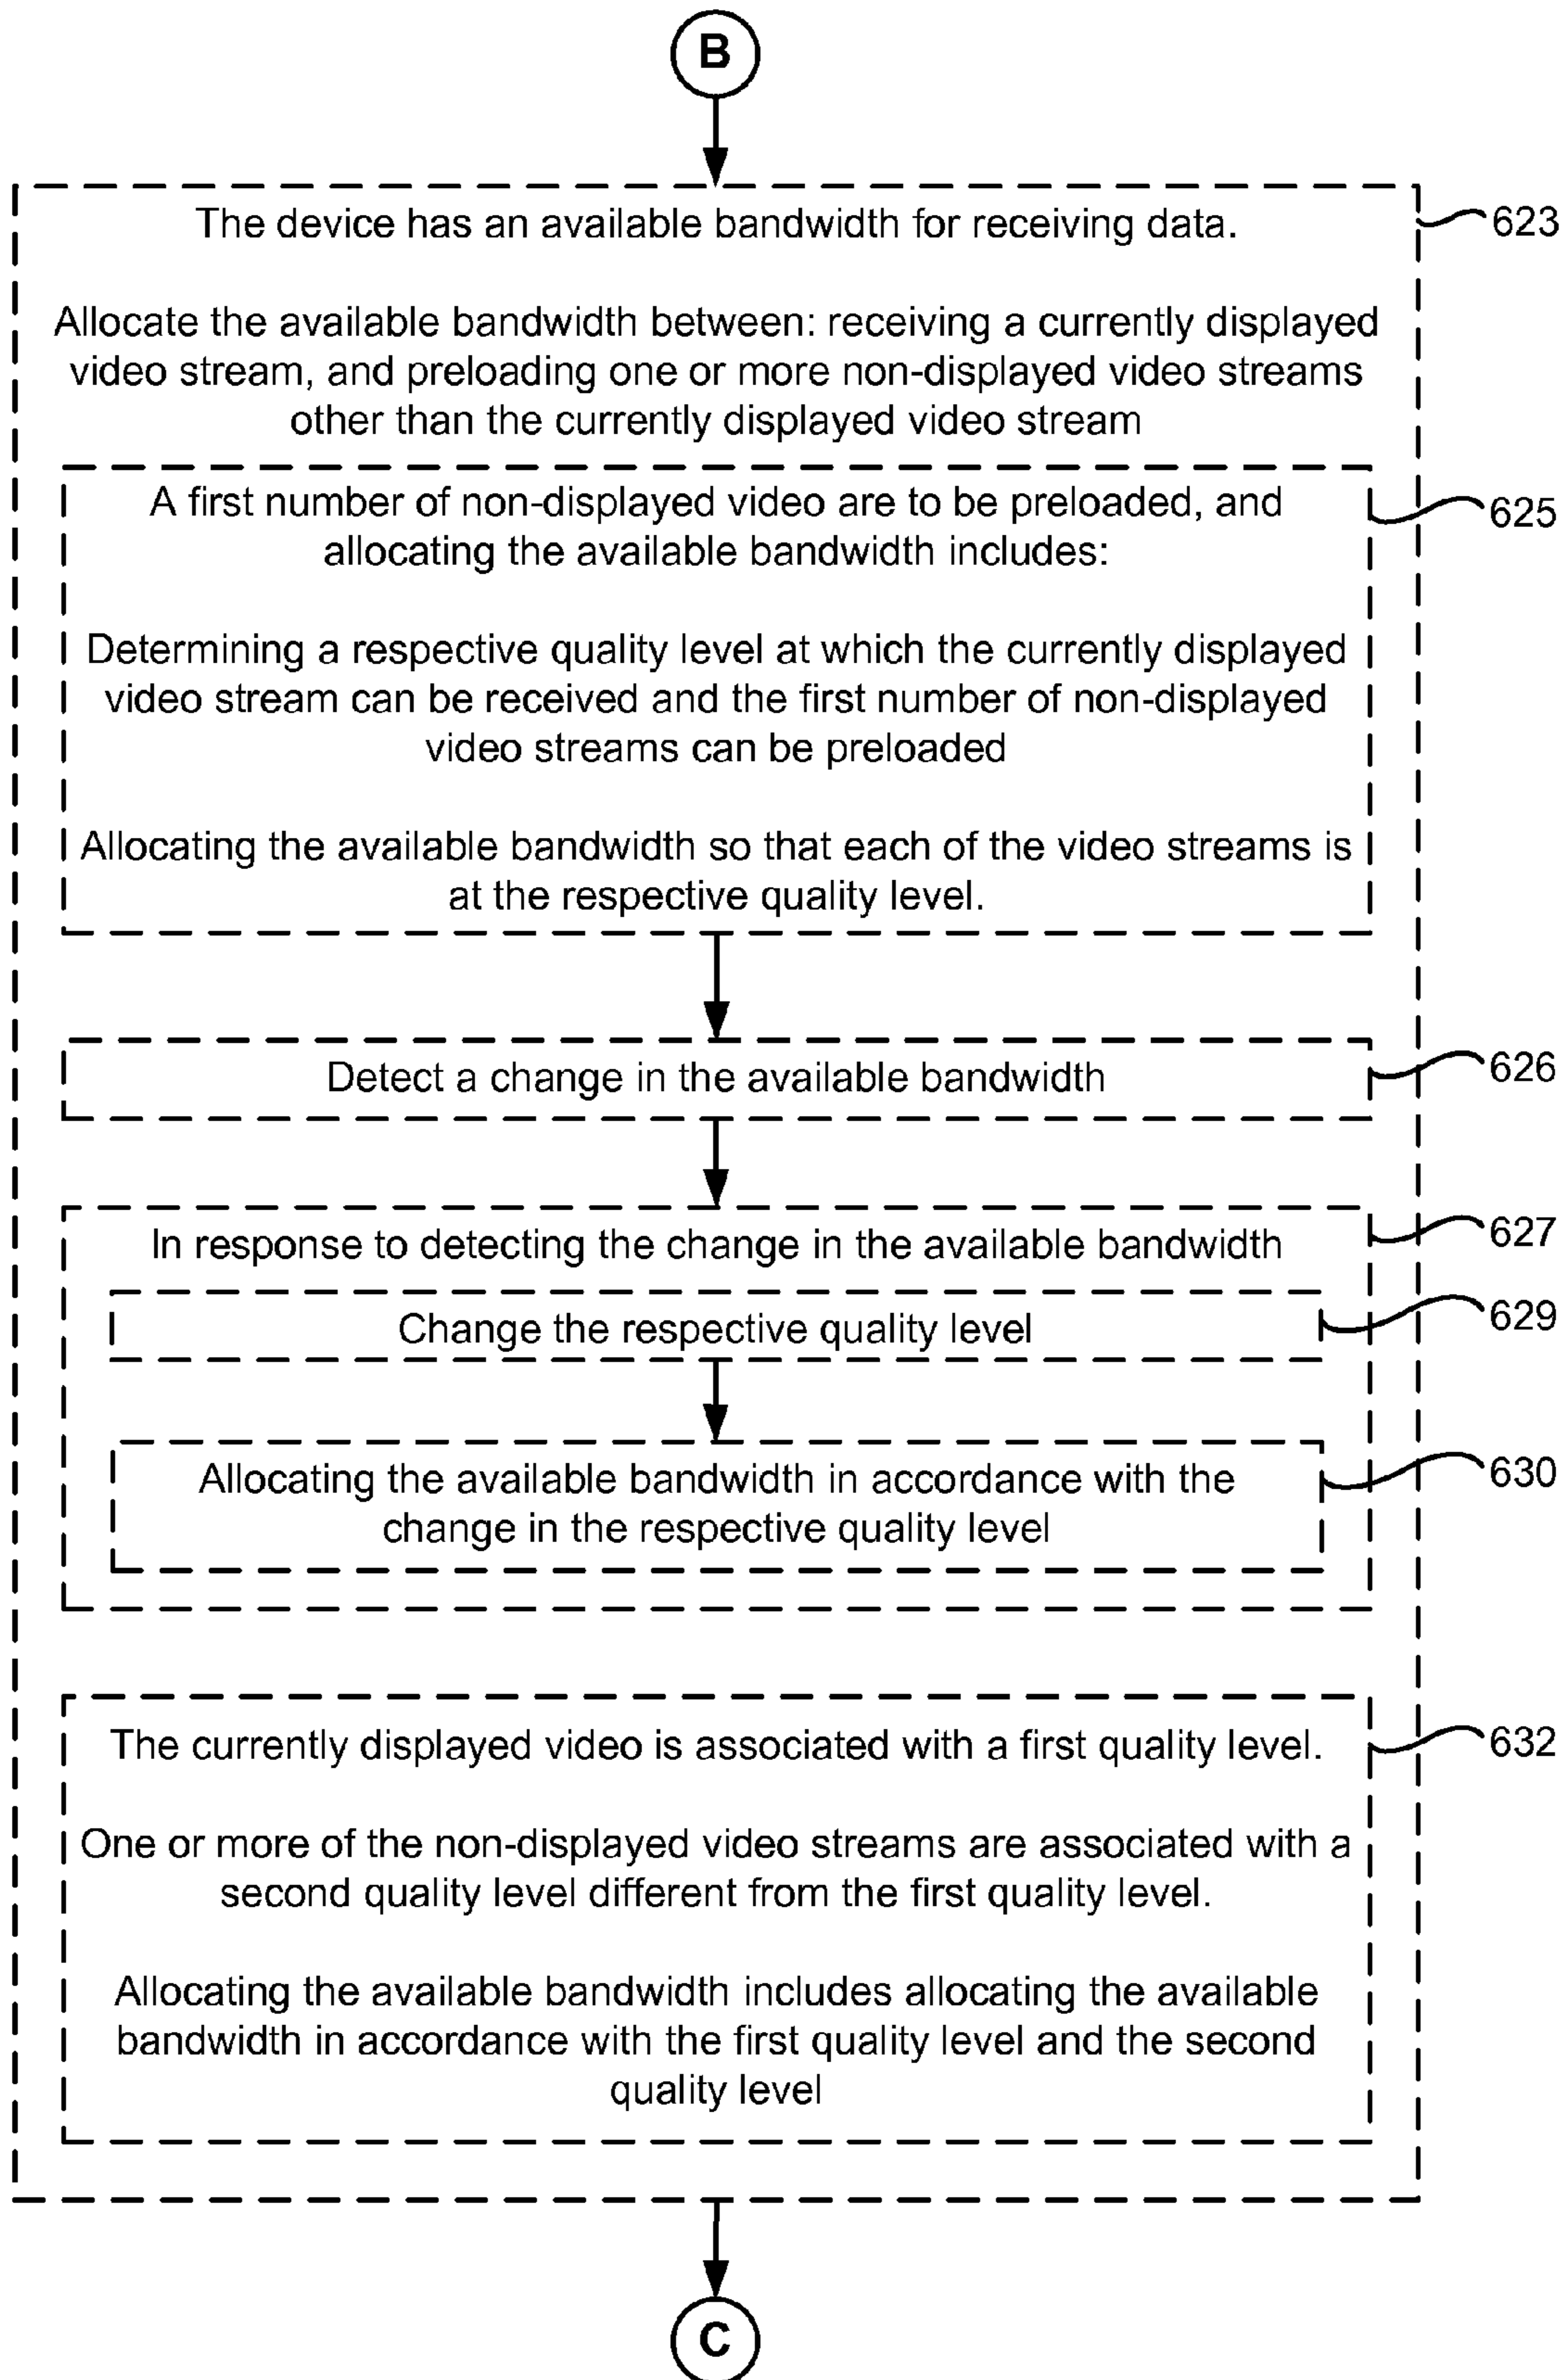 B
The device has an available bandwidth for receiving data.
623
Allocate the available bandwidth between: receiving a currently displayed
video stream, and preloading one or more non-displayed video streams
other than the currently displayed video stream
A first number of non-displayed video are to be preloaded, and
allocating the available bandwidth includes:
625
Determining a respective quality level at which the currently displayed
video stream can be received and the first number of non-displayed
video streams can be preloaded
Allocating the available bandwidth so that each of the video streams is
at the respective quality level.
Detect a change in the available bandwidth
626
In response to detecting the change in the available bandwidth
627
Change the respective quality level
629
Allocating the available bandwidth in accordance with the
change in the respective quality level
630
The currently displayed video is associated with a first quality level.
632
One or more of the non-displayed video streams are associated with a
second quality level different from the first quality level.
Allocating the available bandwidth includes allocating the available
bandwidth in accordance with the first quality level and the second
quality level
C